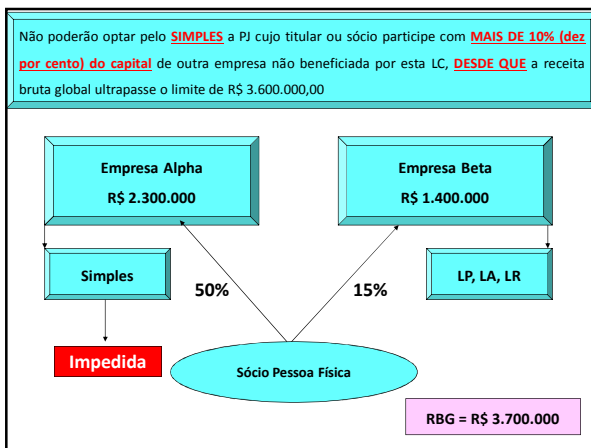 Não poderão optar pelo SIMPLES a PJ cujo titular ou sócio participe com MAIS DE 10% (dez
por cento) do capital de outra empresa não beneficiada por esta LC, DESDE QUE a receita
bruta global ultrapasse o limite de R$ 3.600.000,00
Empresa Alpha
R$ 2.300.000
Empresa Beta
R$ 1.400.000
Simples
50%
15%
LP, LA, LR
Impedida
Sócio Pessoa Física
RBG = R$ 3.700.000